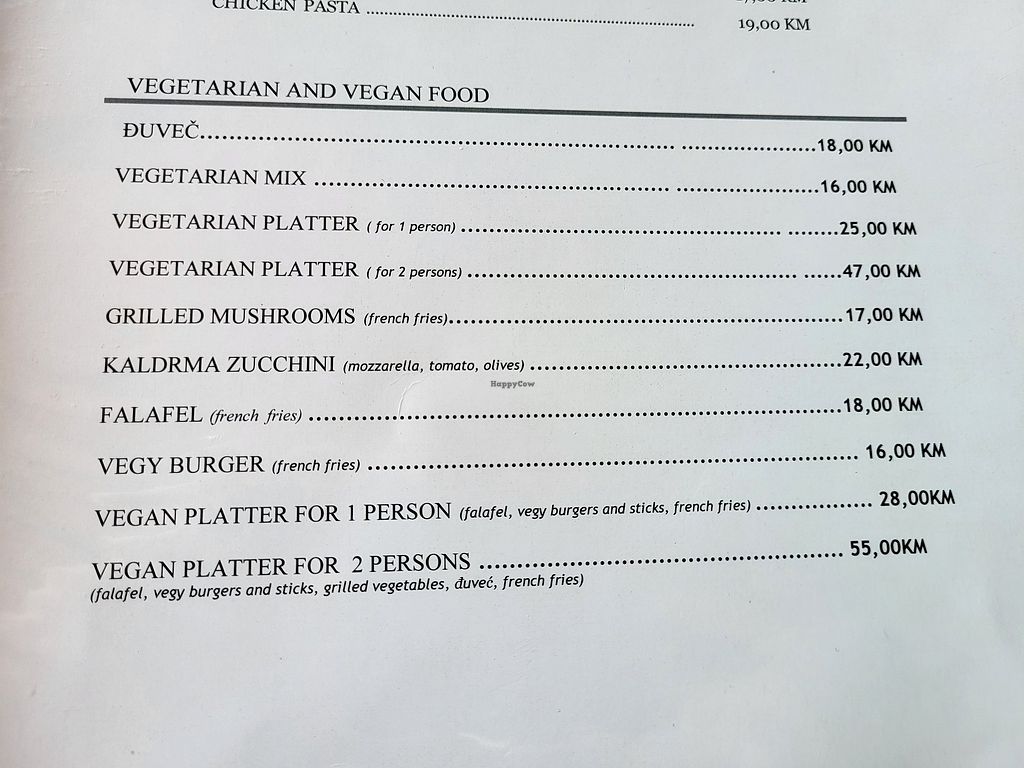 CHICKEN PASTA ........................................................................ 19,00 KM
VEGETARIAN AND VEGAN FOOD
ĐUVEČ........................................................................ ....................18,00 KM
VEGETARIAN MIX ........................................................... .....................16,00 KM
VEGETARIAN PLATTER ( for 1 person) ...................................................... ........25,00 KM
VEGETARIAN PLATTER ( for 2 persons) ....................................................... ......47,00 KM
GRILLED MUSHROOMS (french fries)..................................................................17,00 KM
KALDRMA ZUCCHINI (mozzarella, tomato, olives) ....................................................22,00 KM
HappyCow
FALAFEL (french fries) .........................................................................18,00 KM
VEGY BURGER (french fries) ................................................................. 16,00 KM
VEGAN PLATTER FOR 1 PERSON (falafel, vegy burgers and sticks, french fries) ................. 28,00KM
VEGAN PLATTER FOR  2 PERSONS .................................................... 55,00KM
(falafel, vegy burgers and sticks, grilled vegetables, đuveć, french fries)